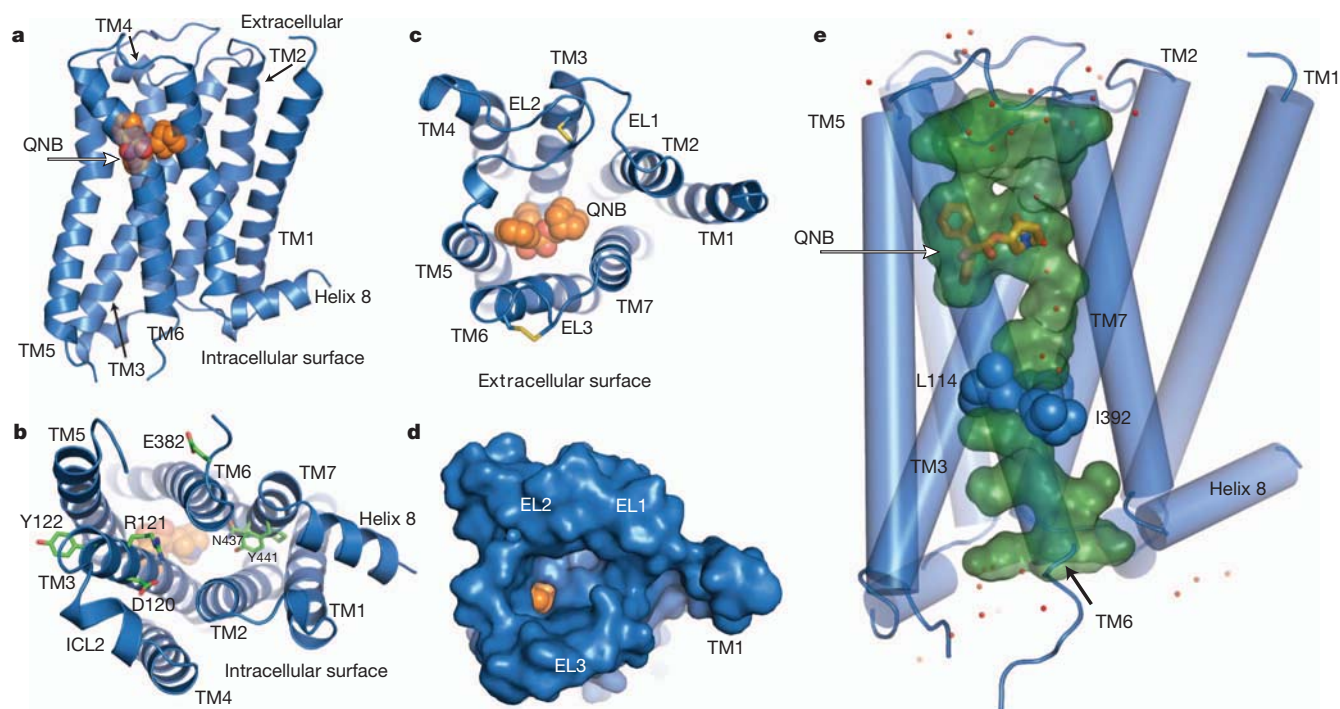 a
TM4
Extracellular
TM2
QNB
TM1
Helix 8
TM5
TM6
TM3
Intracellular surface
b
TM5
E382
TM6
TM7
Helix 8
Y122
R121
N437
Y441
TM3
D120
TM2
TM1
ICL2
Intracellular surface
TM4
c
TM3
EL2
EL1
TM4
TM2
QNB
TM1
TM5
TM7
TM6
EL3
Extracellular surface
d
EL2
EL1
EL3
TM1
e
TM2
TM1
TM5
QNB
TM7
L114
I392
TM3
Helix 8
TM6